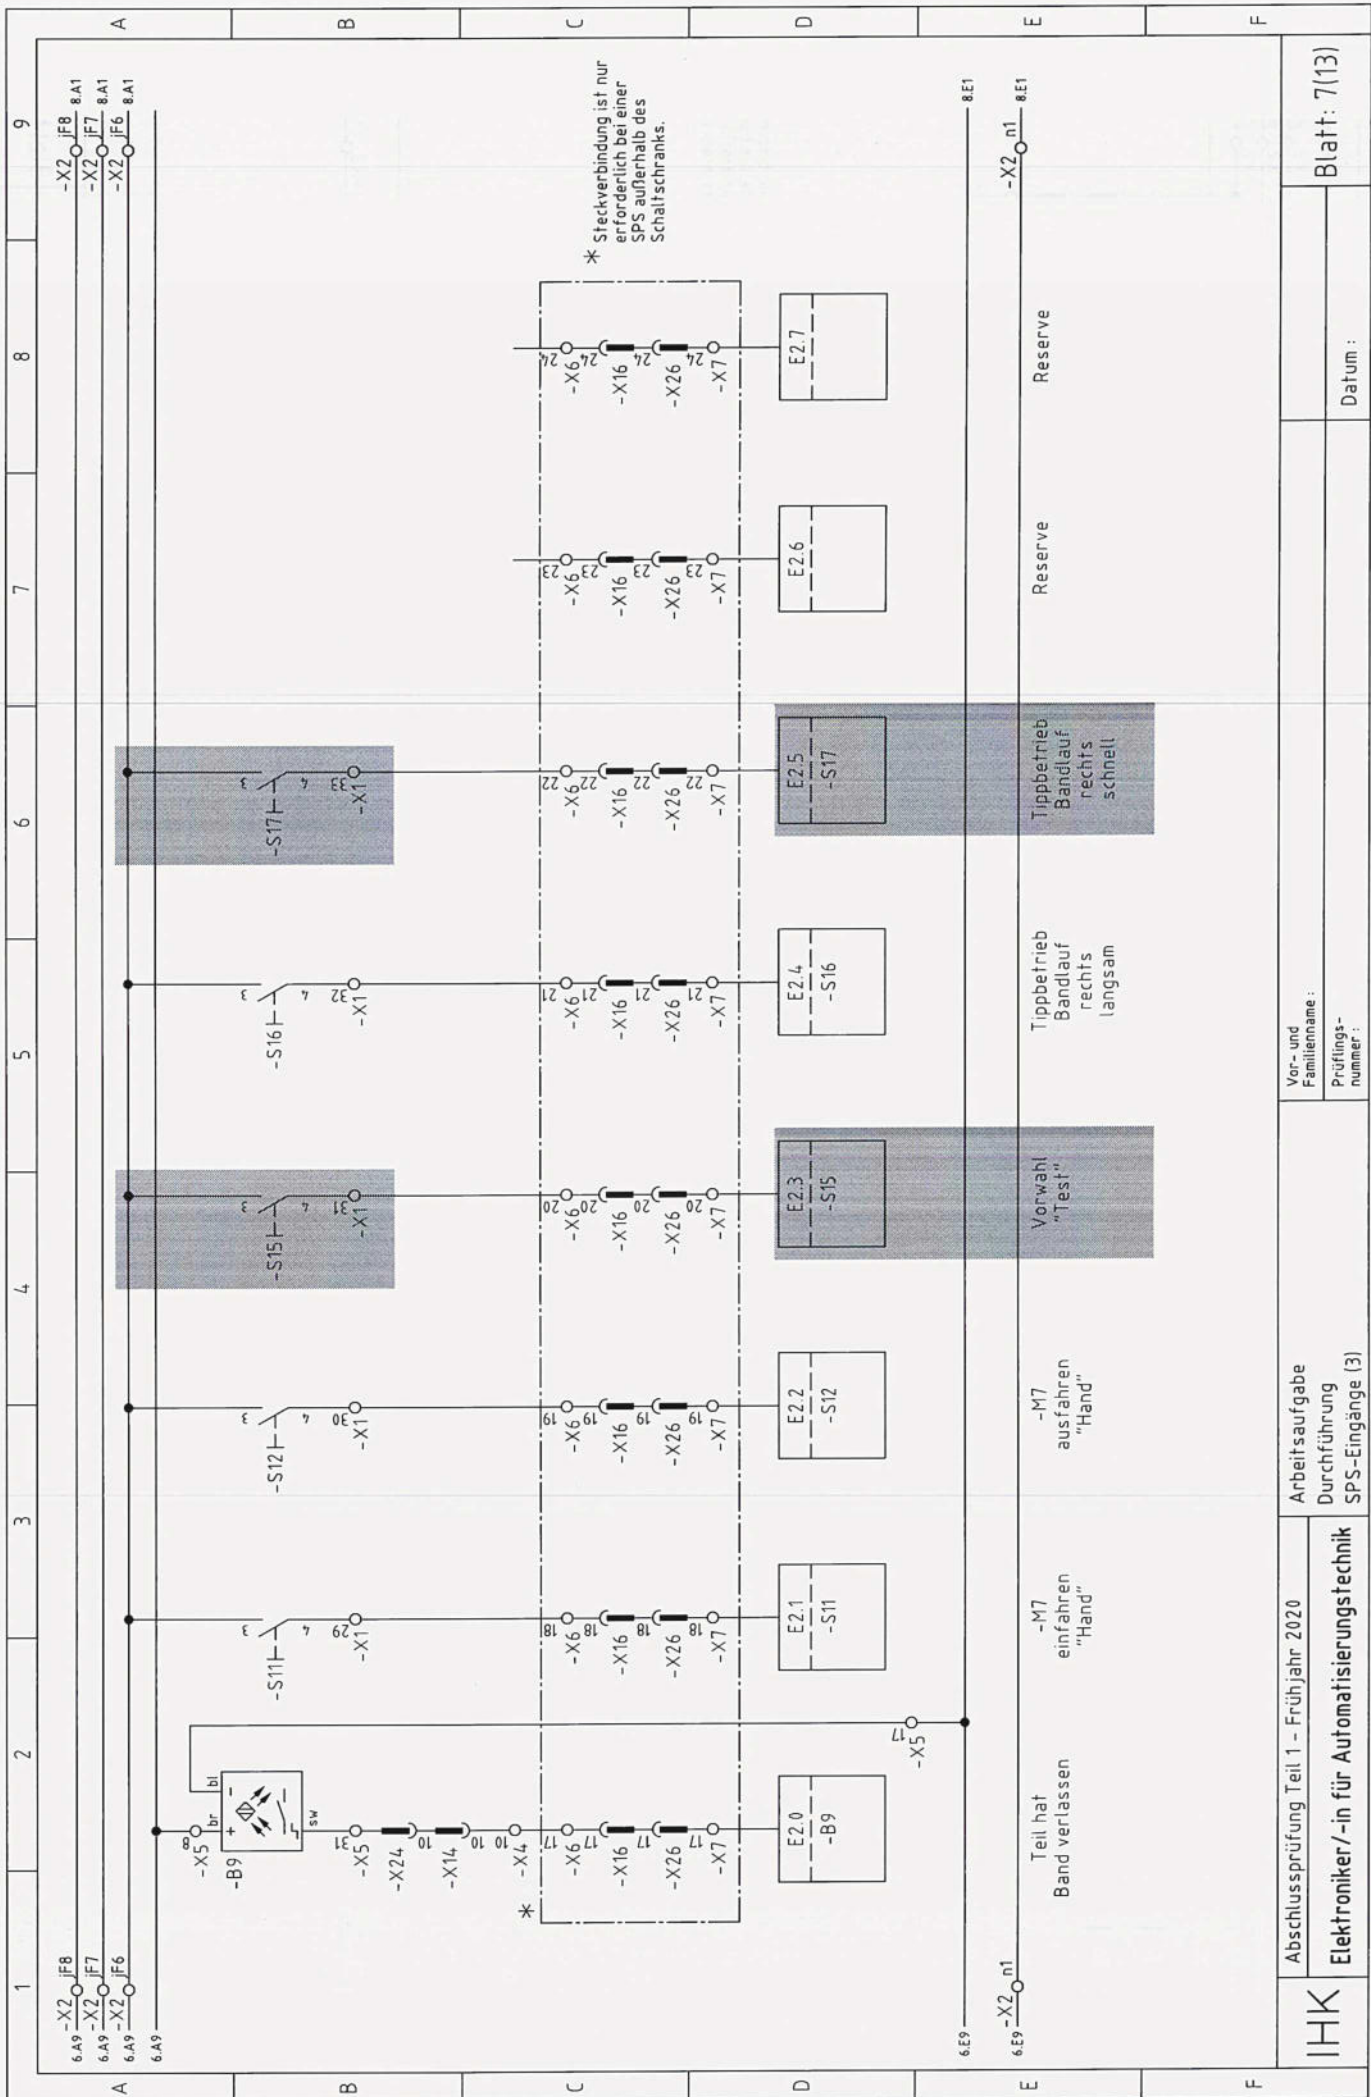 1 2 3 4 5 6 7 8 9
A
B
C
D
E
F
6.A9 -X2 jF8
6.A9 -X2 jF7
6.A9 -X2 jF6
6.A9
-X2 jF8 8.A1
-X2 jF7 8.A1
-X2 jF6 8.A1
-X5 8
br bl
+ -
-B9
sw
-X5 31
-X24
10
-X14
10
-X4 10
*
-X6 17
17
-X16
17
-X26
17
-X7
E2.0
-B9
-X5 17
Teil hat
Band verlassen
3
-S11
4
29
-X1
18
-X6
18
-X16
18
-X26
18
-X7
E2.1
-S11
-M7
einfahren
"Hand"
3
-S12
4
30
-X1
19
-X6
19
-X16
19
-X26
19
-X7
E2.2
-S12
-M7
ausfahren
"Hand"
3
-S15
4
31
-X1
20
-X6
20
-X16
20
-X26
20
-X7
E2.3
-S15
Vorwahl
"Test"
3
-S16
4
32
-X1
21
-X6
21
-X16
21
-X26
21
-X7
E2.4
-S16
Tippbetrieb
Bandlauf
rechts
langsam
3
-S17
4
33
-X1
22
-X6
22
-X16
22
-X26
22
-X7
E2.5
-S17
Tippbetrieb
Bandlauf
rechts
schnell
23
-X6
23
-X16
23
-X26
23
-X7
E2.6
Reserve
24
-X6
24
-X16
24
-X26
24
-X7
E2.7
Reserve
* Steckverbindung ist nur
erforderlich bei einer
SPS außerhalb des
Schaltschranks.
6.E9
8.E1
6.E9 -X2 n1
-X2 n1 8.E1
A
B
C
D
E
F
IHK
Abschlussprüfung Teil 1 - Frühjahr 2020
Elektroniker/-in für Automatisierungstechnik
Arbeitsaufgabe
Durchführung
SPS-Eingänge (3)
Vor- und
Familienname:
Prüflings-
nummer:
Datum:
Blatt: 7(13)